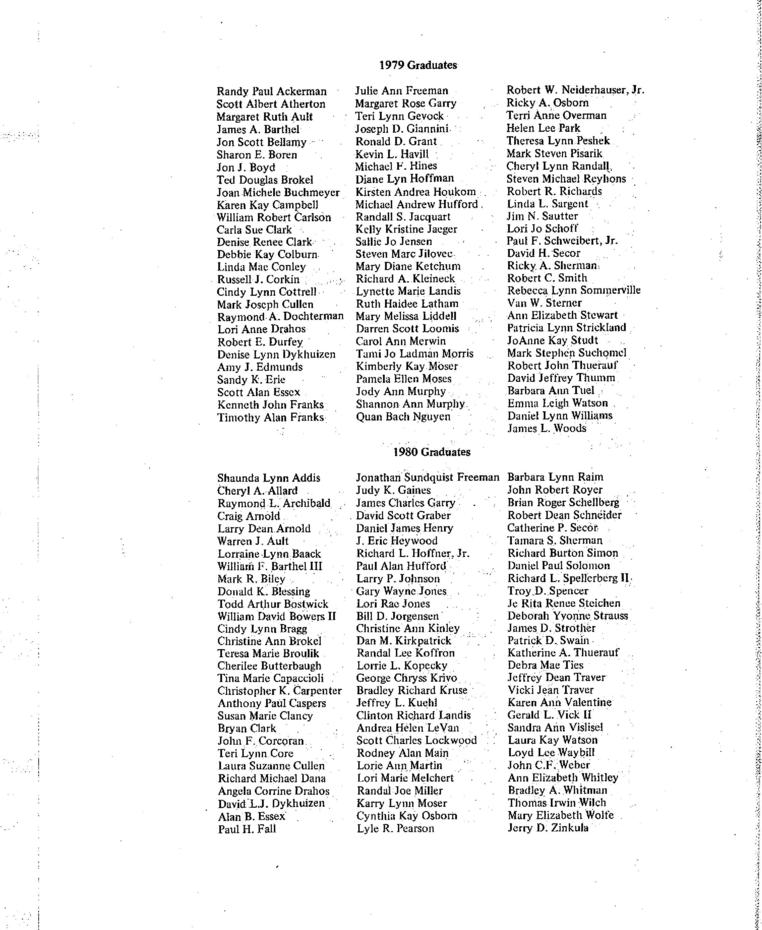 1979 Graduates
Randy Paul Ackerman
Scott Albert Atherton
Margaret Ruth Ault
James A. Barthel
Jon Scott Bellamy
Sharon E. Boren
Jon J. Boyd
Ted Douglas Brokel
Joan Michele Buchmeyer
Karen Kay Campbell
William Robert Carlson
Carla Sue Clark
Denise Renee Clark
Debbie Kay Colburn
Linda Mae Conley
Russell J. Corkin
Cindy Lynn Cottrell
Mark Joseph Cullen
Raymond A. Dochterman
Lori Anne Drahos
Robert E. Durfey
Denise Lynn Dykhuizen
Amy J. Edmunds
Sandy K. Erie
Scott Alan Essex
Kenneth John Franks
Timothy Alan Franks
Julie Ann Freeman
Margaret Rose Garry
Teri Lynn Gevock
Joseph D. Giannini
Ronald D. Grant
Kevin L. Havill
Michael F. Hines
Diane Lyn Hoffman
Kirsten Andrea Houkom
Michael Andrew Hufford
Randall S. Jacquart
Kelly Kristine Jaeger
Sallie Jo Jensen
Steven Marc Jilovec
Mary Diane Ketchum
Richard A. Kleineck
Lynette Marie Landis
Ruth Haidee Latham
Mary Melissa Liddell
Darren Scott Loomis
Carol Ann Merwin
Tami Jo Ladman Morris
Kimberly Kay Moser
Pamela Ellen Moses
Jody Ann Murphy
Shannon Ann Murphy
Quan Bach Nguyen
Robert W. Neiderhauser, Jr.
Ricky A. Osborn
Terri Anne Overman
Helen Lee Park
Theresa Lynn Peshek
Mark Steven Pisarik
Cheryl Lynn Randall
Steven Michael Reyhons
Robert R. Richards
Linda L. Sargent
Jim N. Sautter
Lori Jo Schoff
Paul F. Schweibert, Jr.
David H. Secor
Ricky A. Sherman
Robert C. Smith
Rebecca Lynn Sommerville
Van W. Sterner
Ann Elizabeth Stewart
Patricia Lynn Strickland
JoAnne Kay Studt
Mark Stephen Suchomel
Robert John Thuerauf
David Jeffrey Thumm
Barbara Ann Tuel
Emma Leigh Watson
Daniel Lynn Williams
James L. Woods
1980 Graduates
Shaunda Lynn Addis
Cheryl A. Allard
Raymond L. Archibald
Craig Arnold
Larry Dean Arnold
Warren J. Ault
Lorraine Lynn Baack
William F. Barthel III
Mark R. Biley
Donald K. Blessing
Todd Arthur Bostwick
William David Bowers II
Cindy Lynn Bragg
Christine Ann Brokel
Teresa Marie Broulik
Cherilee Butterbaugh
Tina Marie Capaccioli
Christopher K. Carpenter
Anthony Paul Caspers
Susan Marie Clancy
Bryan Clark
John F. Corcoran
Teri Lynn Core
Laura Suzanne Cullen
Richard Michael Dana
Angela Corrine Drahos
David L.J. Dykhuizen
Alan B. Essex
Paul H. Fall
Jonathan Sundquist Freeman
Judy K. Gaines
James Charles Garry
David Scott Graber
Daniel James Henry
J. Eric Heywood
Richard L. Hoffner, Jr.
Paul Alan Hufford
Larry P. Johnson
Gary Wayne Jones
Lori Rae Jones
Bill D. Jorgensen
Christine Ann Kinley
Dan M. Kirkpatrick
Randal Lee Koffron
Lorrie L. Kopecky
George Chryss Krivo
Bradley Richard Kruse
Jeffrey L. Kuehl
Clinton Richard Landis
Andrea Helen LeVan
Scott Charles Lockwood
Rodney Alan Main
Lorie Ann Martin
Lori Marie Melchert
Randal Joe Miller
Karry Lynn Moser
Cynthia Kay Osborn
Lyle R. Pearson
Barbara Lynn Raim
John Robert Royer
Brian Roger Schellberg
Robert Dean Schneider
Catherine P. Secor
Tamara S. Sherman
Richard Burton Simon
Daniel Paul Solomon
Richard L. Spellerberg II
Troy D. Spencer
Je Rita Renee Steichen
Deborah Yvonne Strauss
James D. Strother
Patrick D. Swain
Katherine A. Thuerauf
Debra Mae Ties
Jeffrey Dean Traver
Vicki Jean Traver
Karen Ann Valentine
Gerald L. Vick II
Sandra Ann Vislisel
Laura Kay Watson
Loyd Lee Waybill
John C.F. Weber
Ann Elizabeth Whitley
Bradley A. Whitman
Thomas Irwin Wilch
Mary Elizabeth Wolfe
Jerry D. Zinkula